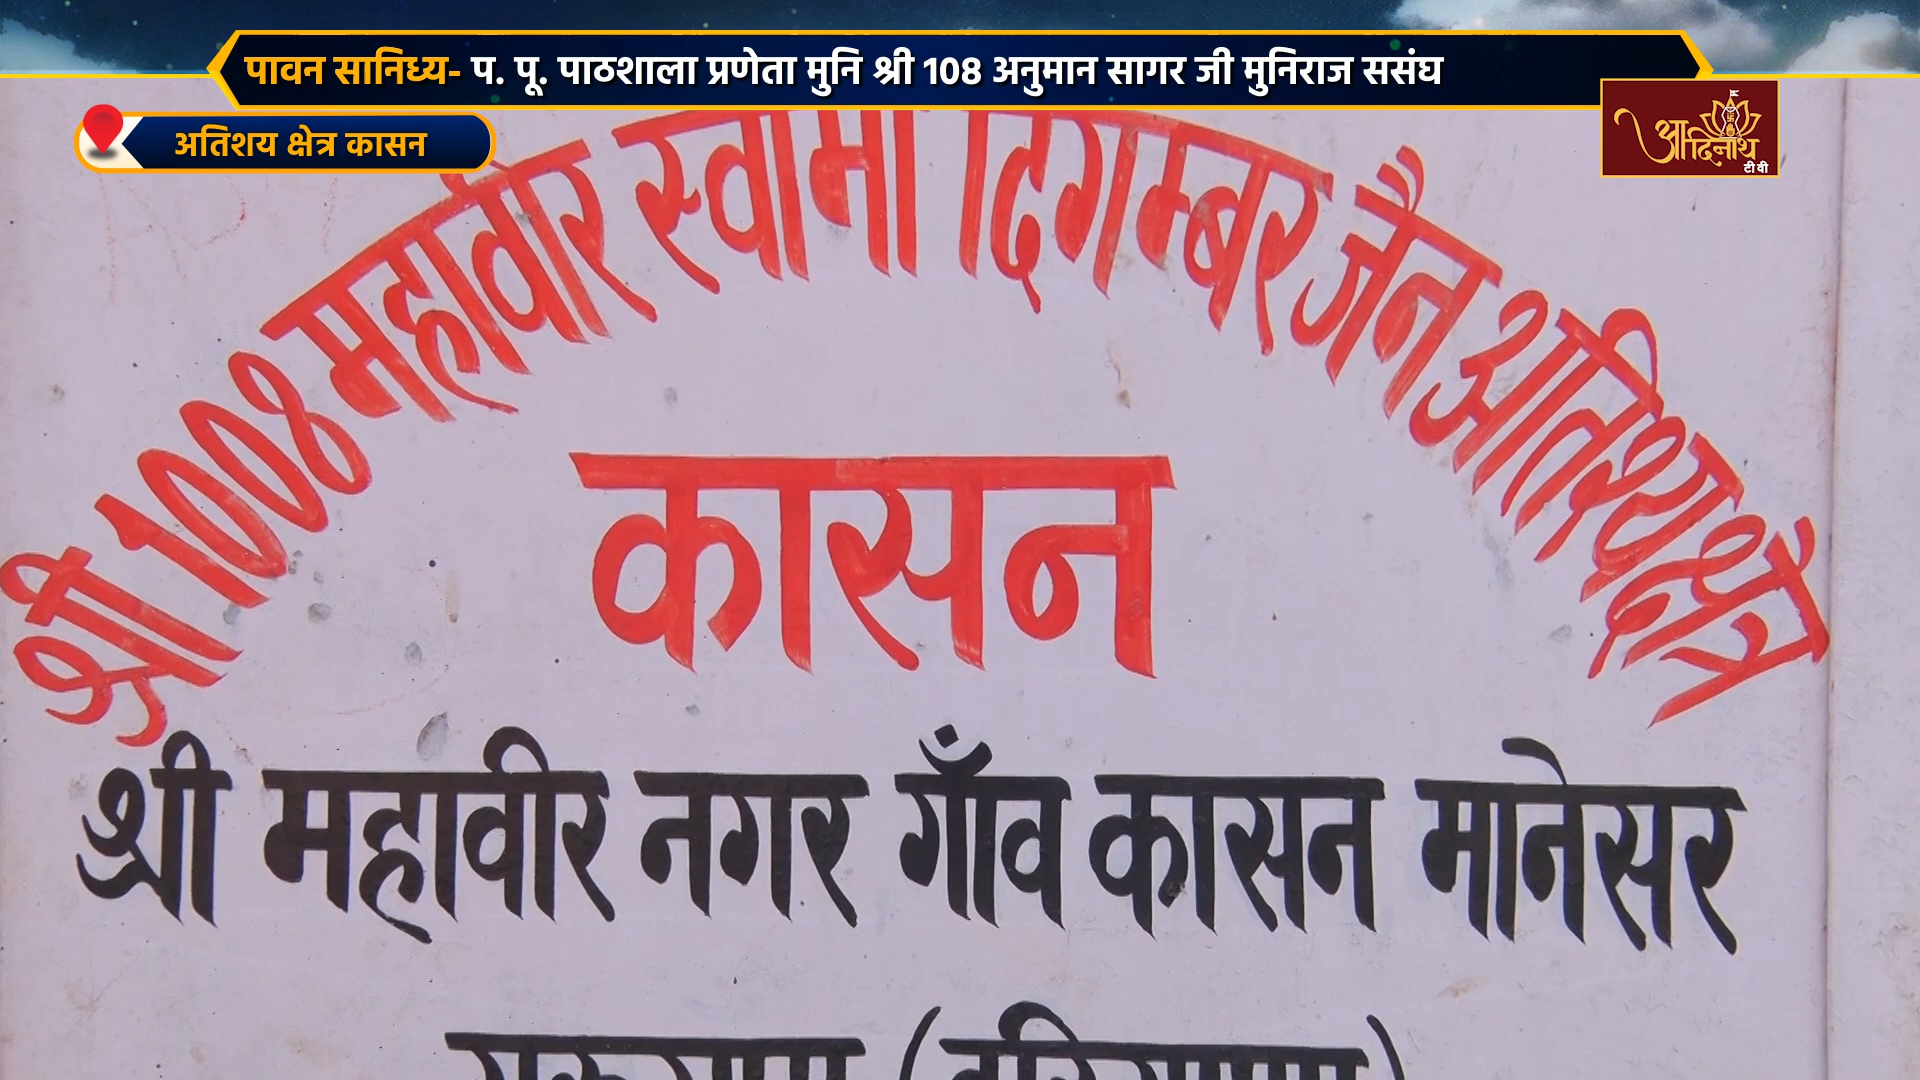 पावन सानिध्य- प. पू. पाठशाला प्रणेता मुनि श्री 108 अनुमान सागर जी मुनिराज ससंघ
अतिशय क्षेत्र कासन
आदिनाथ
टी वी
श्री 1008 महावीर स्वामी दिगम्बर जैन अतिश्य क्षेत्र
कासन
श्री महावीर नगर गाँव कासन मानेसर